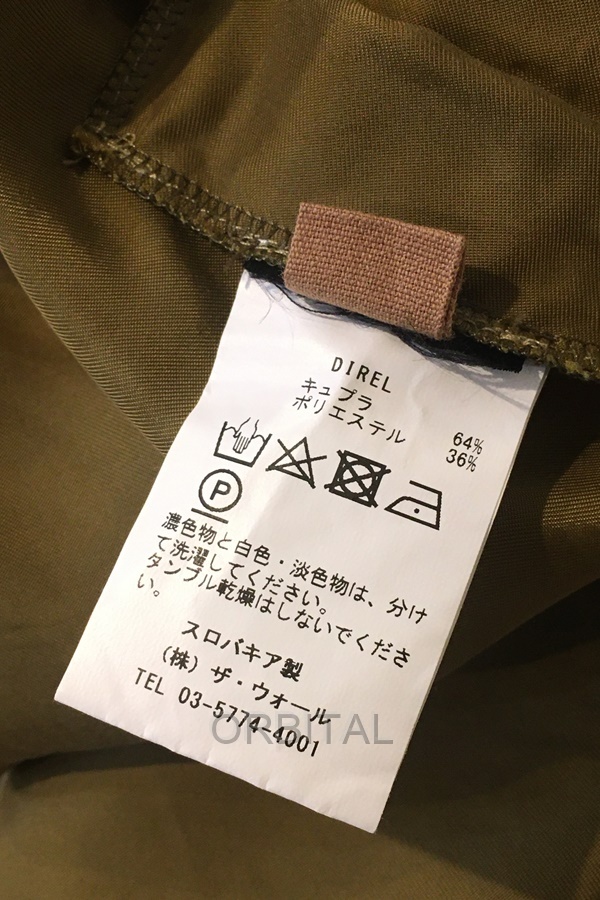 DIREL
キュプラ 64%
ポリエステル 36%
P
濃色物と白色・淡色物は、分け
て洗濯してください。
タンブル乾燥はしないでくださ
い。
スロバキア製
（株）ザ・ウォール
TEL 03-5774-4001
ORBITAL